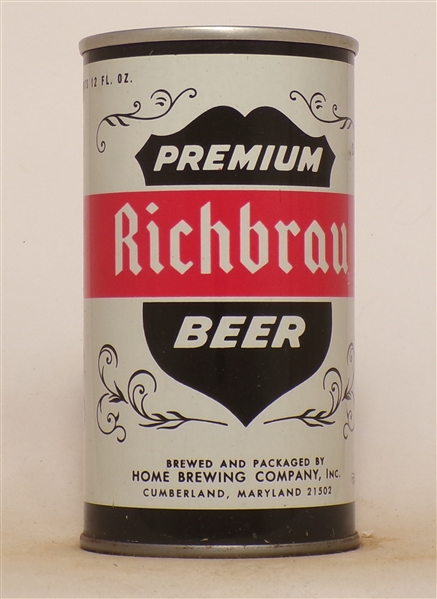 12 FL. OZ.
PREMIUM
Richbrau
BEER
BREWED AND PACKAGED BY
HOME BREWING COMPANY, INC.
CUMBERLAND, MARYLAND 21502